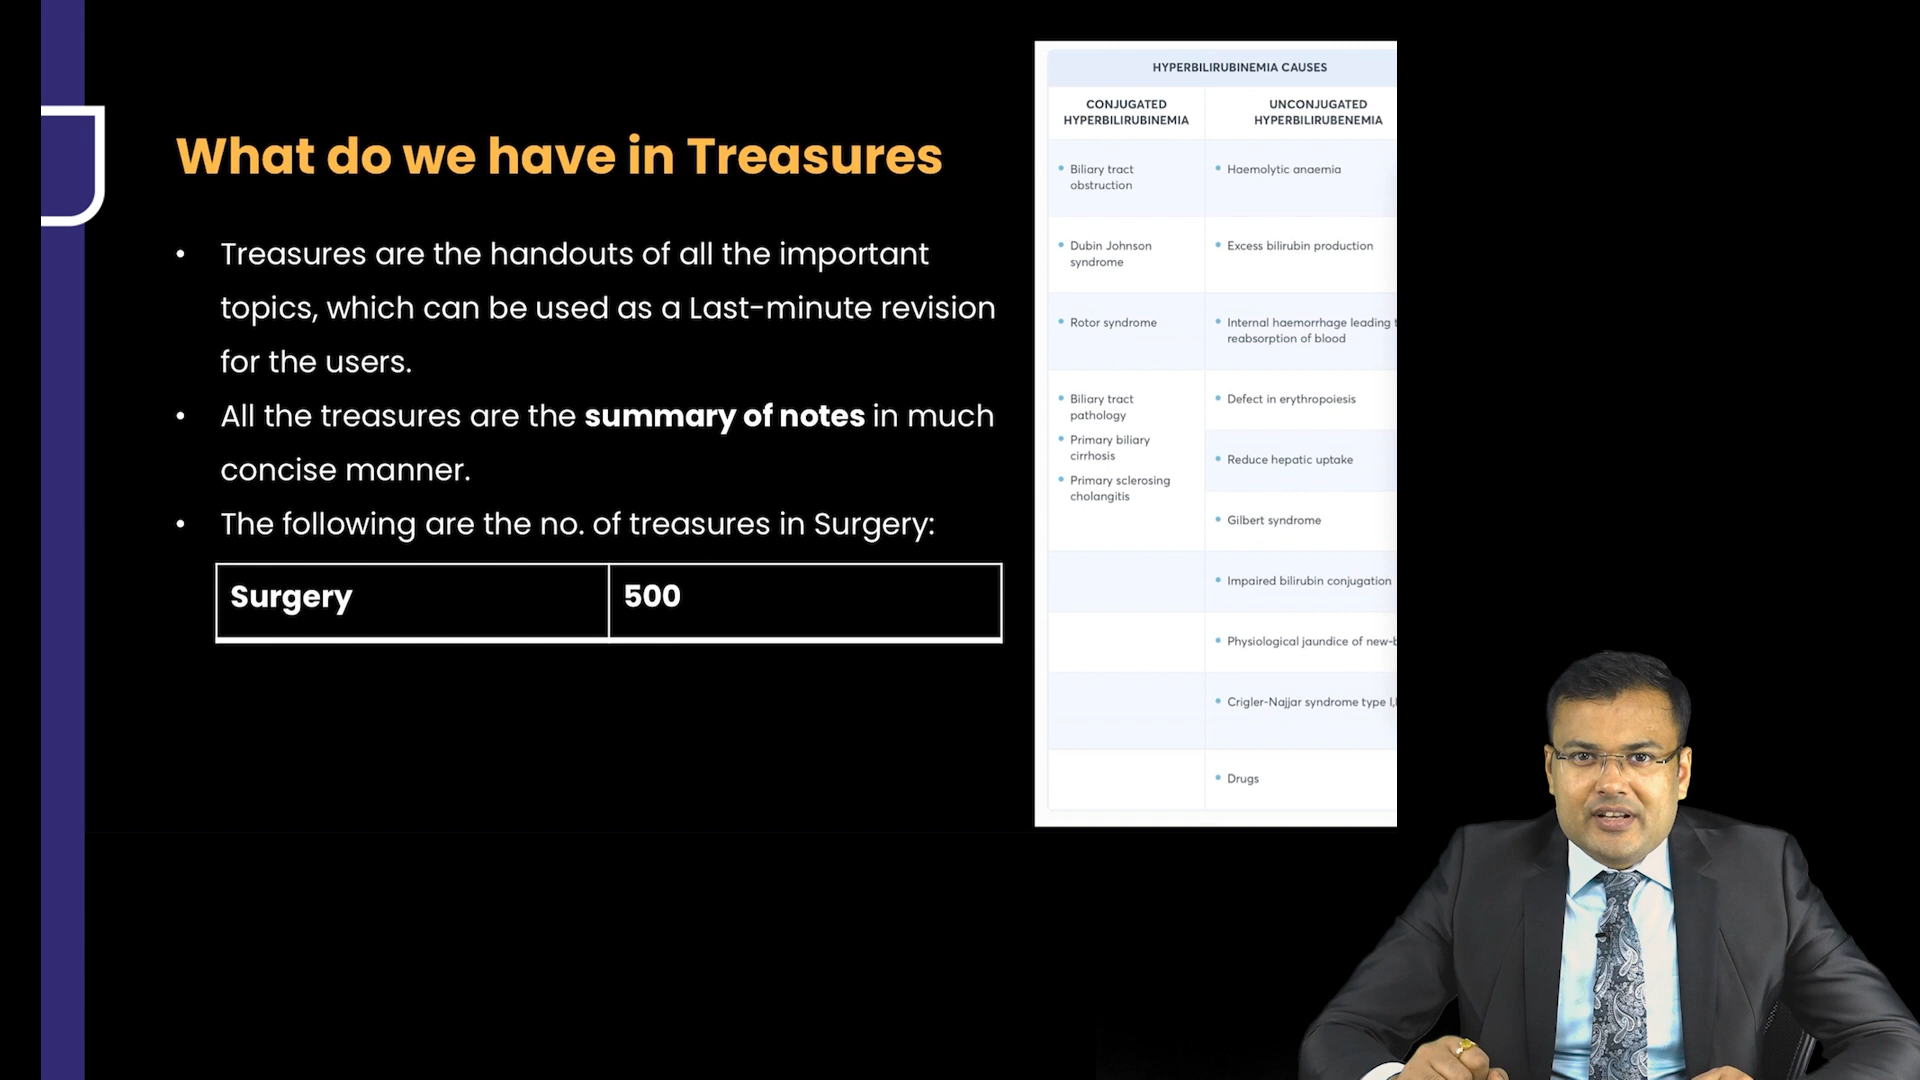 What do we have in Treasures
• Treasures are the handouts of all the important
topics, which can be used as a Last-minute revision
for the users.
• All the treasures are the summary of notes in much
concise manner.
• The following are the no. of treasures in Surgery:
Surgery 500
HYPERBILIRUBINEMIA CAUSES
CONJUGATED
HYPERBILIRUBINEMIA
UNCONJUGATED
HYPERBILIRUBENEMIA
• Biliary tract
obstruction
• Haemolytic anaemia
• Dubin Johnson
syndrome
• Excess bilirubin production
• Rotor syndrome
• Internal haemorrhage leading
reabsorption of blood
• Biliary tract
pathology
• Primary biliary
cirrhosis
• Primary sclerosing
cholangitis
• Defect in erythropoiesis
• Reduce hepatic uptake
• Gilbert syndrome
• Impaired bilirubin conjugation
• Physiological jaundice of new-
• Crigler-Najjar syndrome type I,
• Drugs